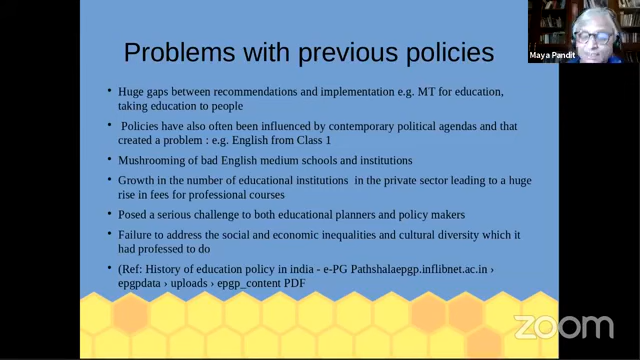 Maya Pandit
Problems with previous policies
• Huge gaps between recommendations and implementation e.g. MT for education,
taking education to people
• Policies have also often been influenced by contemporary political agendas and that
created a problem : e.g. English from Class 1
• Mushrooming of bad English medium schools and institutions
• Growth in the number of educational institutions in the private sector leading to a huge
rise in fees for professional courses
• Posed a serious challenge to both educational planners and policy makers
• Failure to address the social and economic inequalities and cultural diversity which it
had professed to do
• (Ref: History of education policy in india - e-PG Pathshalaepgp.inflibnet.ac.in ›
epgpdata › uploads › epgp_content PDF
zoom